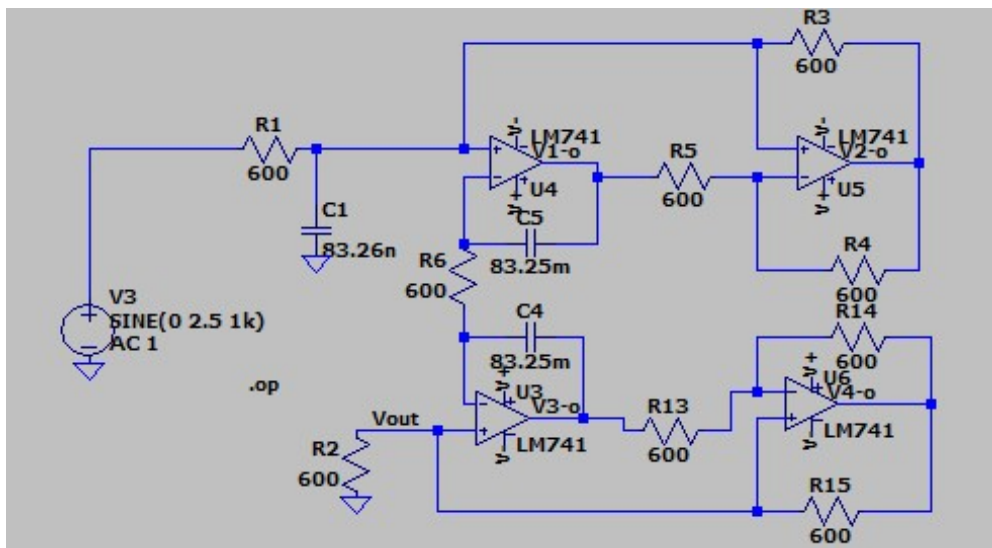 R3
600
R1
600
LM741
V1-o
U4
R5
600
LM741
V2-o
U5
C1
83.26n
C5
83.25m
R6
600
R4
600
V3
SINE(0 2.5 1k)
AC 1
C4
83.25m
R14
600
.op
U3
V3-o
LM741
U6
V4-o
LM741
Vout
R13
600
R2
600
R15
600